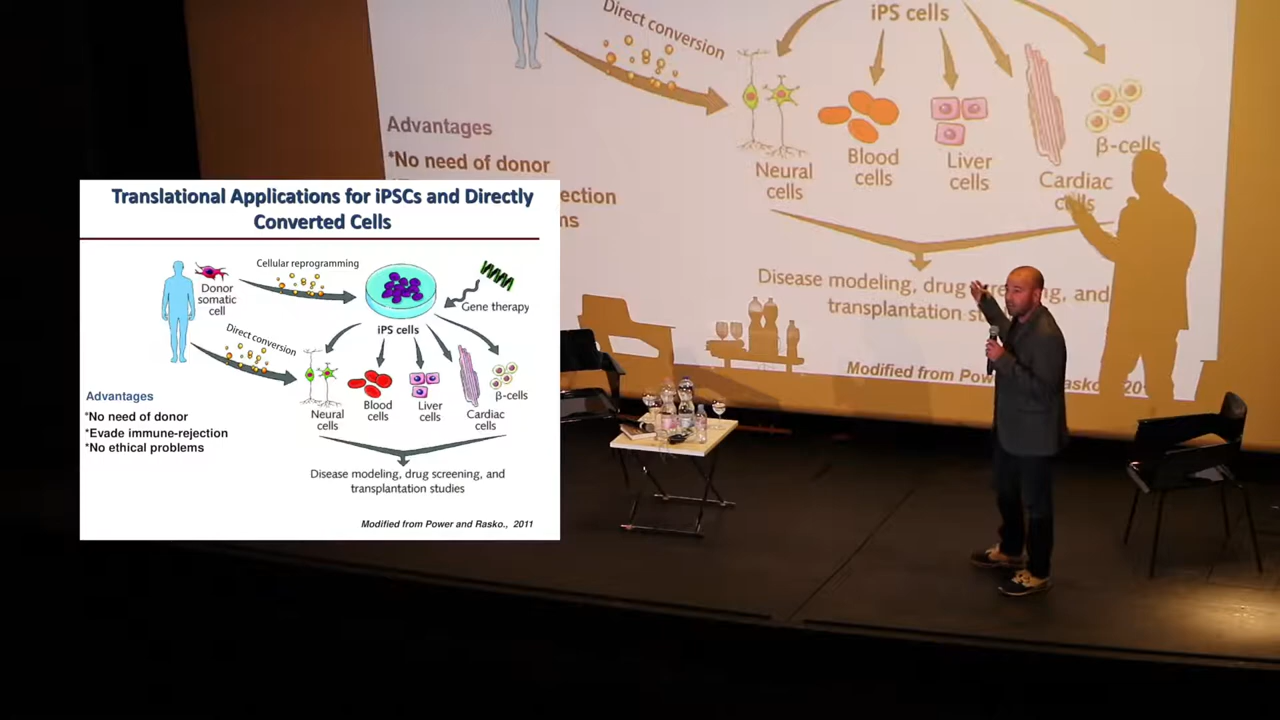 Direct conversion
iPS cells
Advantages
*No need of donor
ection
ms
Neural
cells
Blood
cells
Liver
cells
Cardiac
cells
β-cells
Disease modeling, drug screening, and
transplantation stu
Modified from Pow
Rasko.
Translational Applications for iPSCs and Directly
Converted Cells
Cellular reprogramming
Donor
somatic
cell
Gene therapy
Direct conversion
iPS cells
Neural
cells
Blood
cells
Liver
cells
Cardiac
cells
β-cells
Advantages
*No need of donor
*Evade immune-rejection
*No ethical problems
Disease modeling, drug screening, and
transplantation studies
Modified from Power and Rasko., 2011